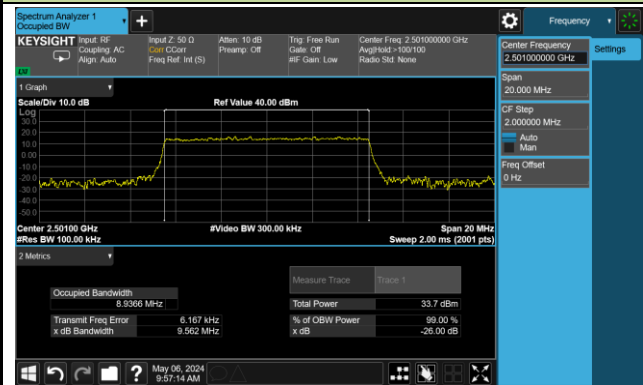 Spectrum Analyzer 1
Occupied BW
Frequency
KEYSIGHT
Input: RF
Coupling: AC
Align: Auto
Input Z: 50 Ω
Corr CCorr
Freq Ref: Int (S)
Atten: 10 dB
Preamp: Off
Trig: Free Run
Gate: Off
#IF Gain: Low
Center Freq: 2.501000000 GHz
Avg|Hold:>100/100
Radio Std: None
Center Frequency
2.501000000 GHz
Settings
Span
20.000 MHz
CF Step
2.000000 MHz
Auto
Man
Freq Offset
0 Hz
1 Graph
Scale/Div 10.0 dB
Ref Value 40.00 dBm
Log
30.0
20.0
10.0
0.00
-10.0
-20.0
-30.0
-40.0
-50.0
Center 2.50100 GHz
#Video BW 300.00 kHz
Span 20 MHz
#Res BW 100.00 kHz
Sweep 2.00 ms (2001 pts)
2 Metrics
Measure Trace
Trace 1
Occupied Bandwidth
8.9366 MHz
Total Power
33.7 dBm
Transmit Freq Error
6.167 kHz
% of OBW Power
99.00 %
x dB Bandwidth
9.562 MHz
x dB
-26.00 dB
May 06, 2024
9:57:14 AM